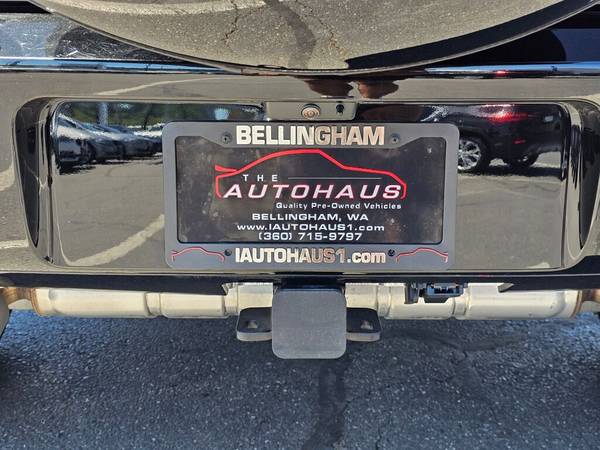 BELLINGHAM
THE
AUTOHAUS
Quality Pre-Owned Vehicles
BELLINGHAM, WA
www.IAUTOHAUS1.com
(360) 715-9797
IAUTOHAUS1.com